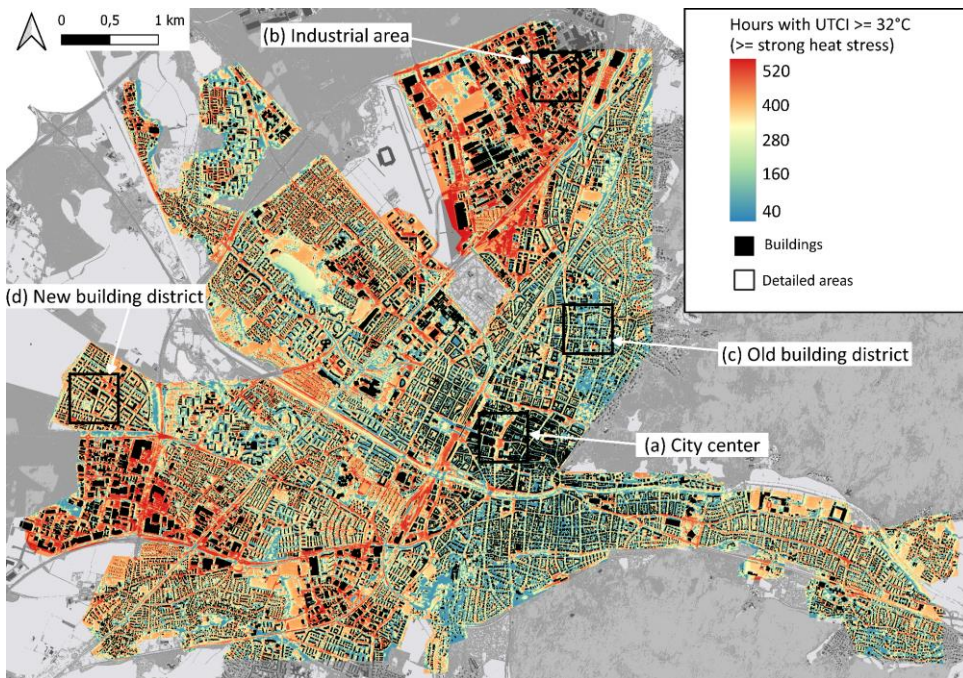 0 0,5 1 km
(b) Industrial area
Hours with UTCI >= 32°C
(>= strong heat stress)
520
400
280
160
40
Buildings
Detailed areas
(d) New building district
(c) Old building district
(a) City center